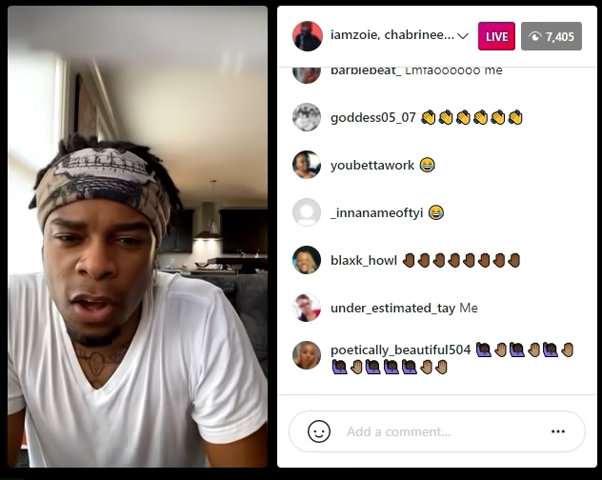 iamzoie, chabrinee...
LIVE
7,405
barbiebeat_ Lmfaoooooo me
goddess05_07 👏👏👏👏👏👏
youbettawork 😂
_innanameoftyi 😂
blaxk_howl 🤚🏾🤚🏾🤚🏾🤚🏾🤚🏾🤚🏾🤚🏾🤚🏾
under_estimated_tay Me
poetically_beautiful504 🙋🏿‍♀️🤚🏽🙋🏿‍♀️🤚🏽🙋🏿‍♀️🤚🏽
🙋🏿‍♀️🤚🏽🙋🏿‍♀️🙋🏿‍♀️🙋🏿‍♀️🤚🏽🤚🏽
Add a comment...